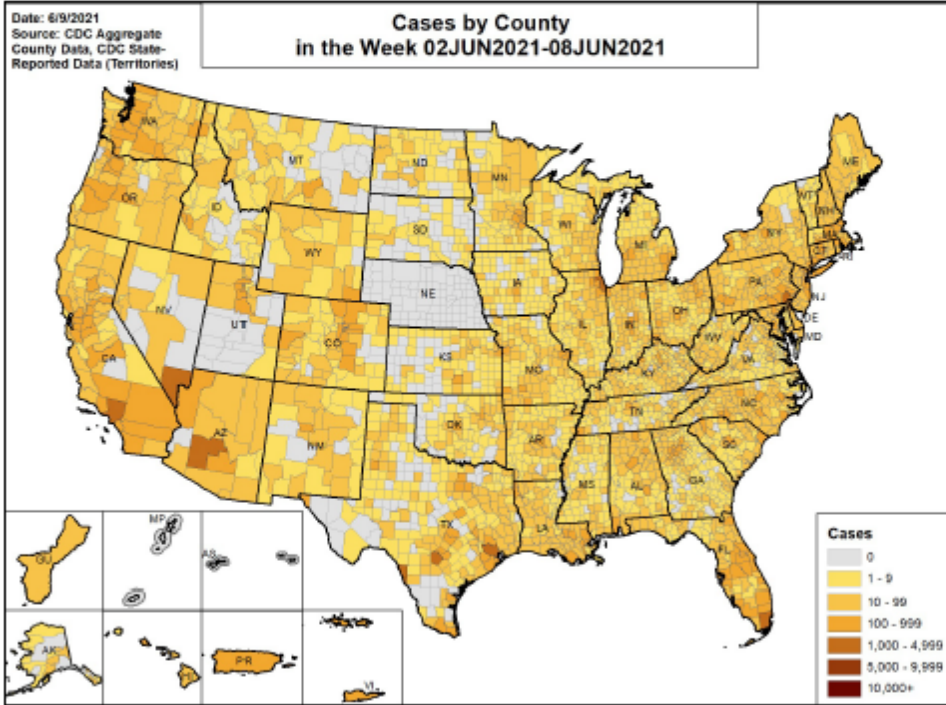 Date: 6/9/2021
Source: CDC Aggregate
County Data, CDC State-
Reported Data (Territories)
Cases by County
in the Week 02JUN2021-08JUN2021
WA
MT
ND
MN
ME
OR
ID
SD
WI
MI
VT
NH
NY
MA
CT
RI
WY
IA
NE
PA
NJ
NV
UT
CO
IL
IN
OH
DE
MD
WV
VA
CA
KS
MO
KY
NC
TN
AZ
NM
OK
AR
SC
MS
AL
GA
TX
LA
FL
GU
MP
AS
AK
HI
PR
VI
Cases
0
1 - 9
10 - 99
100 - 999
1,000 - 4,999
5,000 - 9,999
10,000+